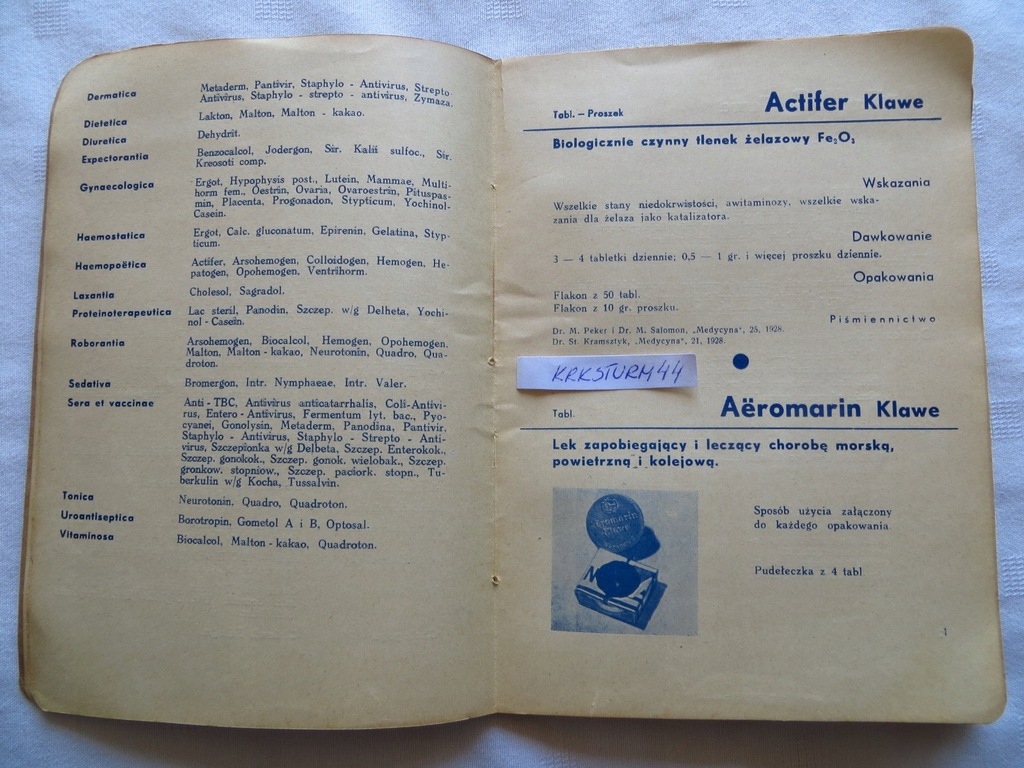 Dermatica Metaderm, Pantivir, Staphylo - Antivirus, Strepto
Antivirus, Staphylo - strepto - antivirus, Zymaza.
Dietetica Lakton, Malton, Malton - kakao.
Diuretica Dehydrit.
Expectorantia Benzocalcol, Jodergon, Sir. Kalii sulfoc., Sir.
Kreosoti comp.
Gynaecologica Ergot, Hypophysis post., Lutein, Mammae, Multi-
horm fem., Oestrin, Ovaria, Ovaroestrin, Pituspas-
min, Placenta, Progonadon, Stypticum, Yochinol-
Casein.
Haemostatica Ergot, Calc. gluconatum, Epirenin, Gelatina, Styp-
ticum.
Haemopoëtica Actifer, Arsohemogen, Colloidogen, Hemogen, He-
patogen, Opohemogen, Ventrihorm.
Laxantia Cholesol, Sagradol.
Proteinoterapeutica Lac steril, Panodin, Szczep. w/g Delheta, Yochi-
nol - Casein.
Roborantia Arsohemogen, Biocalcol, Hemogen, Opohemogen,
Malton, Malton - kakao, Neurotonin, Quadro, Qua-
droton.
Sedativa Bromergon, Intr. Nymphaeae, Intr. Valer.
Sera et vaccinae Anti - TBC, Antivirus anticatarrhalis, Coli-Antivi-
rus, Entero - Antivirus, Fermentum lyt. bac., Pyo-
cyanei, Gonolysin, Metaderm, Panodina, Pantivir,
Staphylo - Antivirus, Staphylo - Strepto - Anti-
virus, Szczepionka w/g Delbeta, Szczep. Enterokok.,
Szczep. gonokok., Szczep. gonok. wielobak., Szczep.
gronkow. stopniow., Szczep. paciork. stopn., Tu-
berkulin w/g Kocha, Tussalvin.
Tonica Neurotonin, Quadro, Quadroton.
Uroantiseptica Borotropin, Gometol A i B, Optosal.
Vitaminosa Biocalcol, Malton - kakao, Quadroton.
Tabl. — Proszek Actifer Klawe
Biologicznie czynny tlenek żelazowy Fe₂O₃
Wskazania
Wszelkie stany niedokrwistości, awitaminozy, wszelkie wska-
zania dla żelaza jako katalizatora.
Dawkowanie
3 — 4 tabletki dziennie; 0,5 — 1 gr. i więcej proszku dziennie.
Opakowania
Flakon z 50 tabl.
Flakon z 10 gr. proszku.
Piśmiennictwo
Dr. M. Peker i Dr. M. Salomon, „Medycyna", 25, 1928.
Dr. St. Kramsztyk, „Medycyna", 21, 1928.
KRKSTURM44
Tabl. Aëromarin Klawe
Lek zapobiegający i leczący chorobę morską,
powietrzną i kolejową.
Aëromarin
Klawe
Sposób użycia załączony
do każdego opakowania.
Pudełeczka z 4 tabl.
1